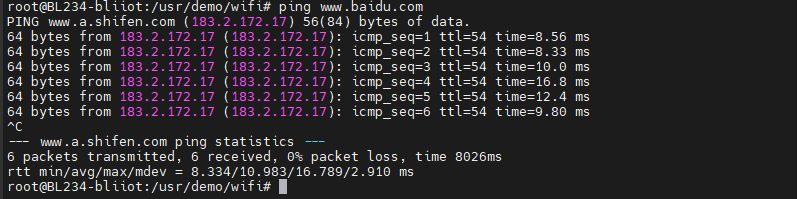 root@BL234-bliiot:/usr/demo/wifi# ping www.baidu.com
PING www.a.shifen.com (183.2.172.17) 56(84) bytes of data.
64 bytes from 183.2.172.17 (183.2.172.17): icmp_seq=1 ttl=54 time=8.56 ms
64 bytes from 183.2.172.17 (183.2.172.17): icmp_seq=2 ttl=54 time=8.33 ms
64 bytes from 183.2.172.17 (183.2.172.17): icmp_seq=3 ttl=54 time=10.0 ms
64 bytes from 183.2.172.17 (183.2.172.17): icmp_seq=4 ttl=54 time=16.8 ms
64 bytes from 183.2.172.17 (183.2.172.17): icmp_seq=5 ttl=54 time=12.4 ms
64 bytes from 183.2.172.17 (183.2.172.17): icmp_seq=6 ttl=54 time=9.80 ms
^C
--- www.a.shifen.com ping statistics ---
6 packets transmitted, 6 received, 0% packet loss, time 8026ms
rtt min/avg/max/mdev = 8.334/10.983/16.789/2.910 ms
root@BL234-bliiot:/usr/demo/wifi#